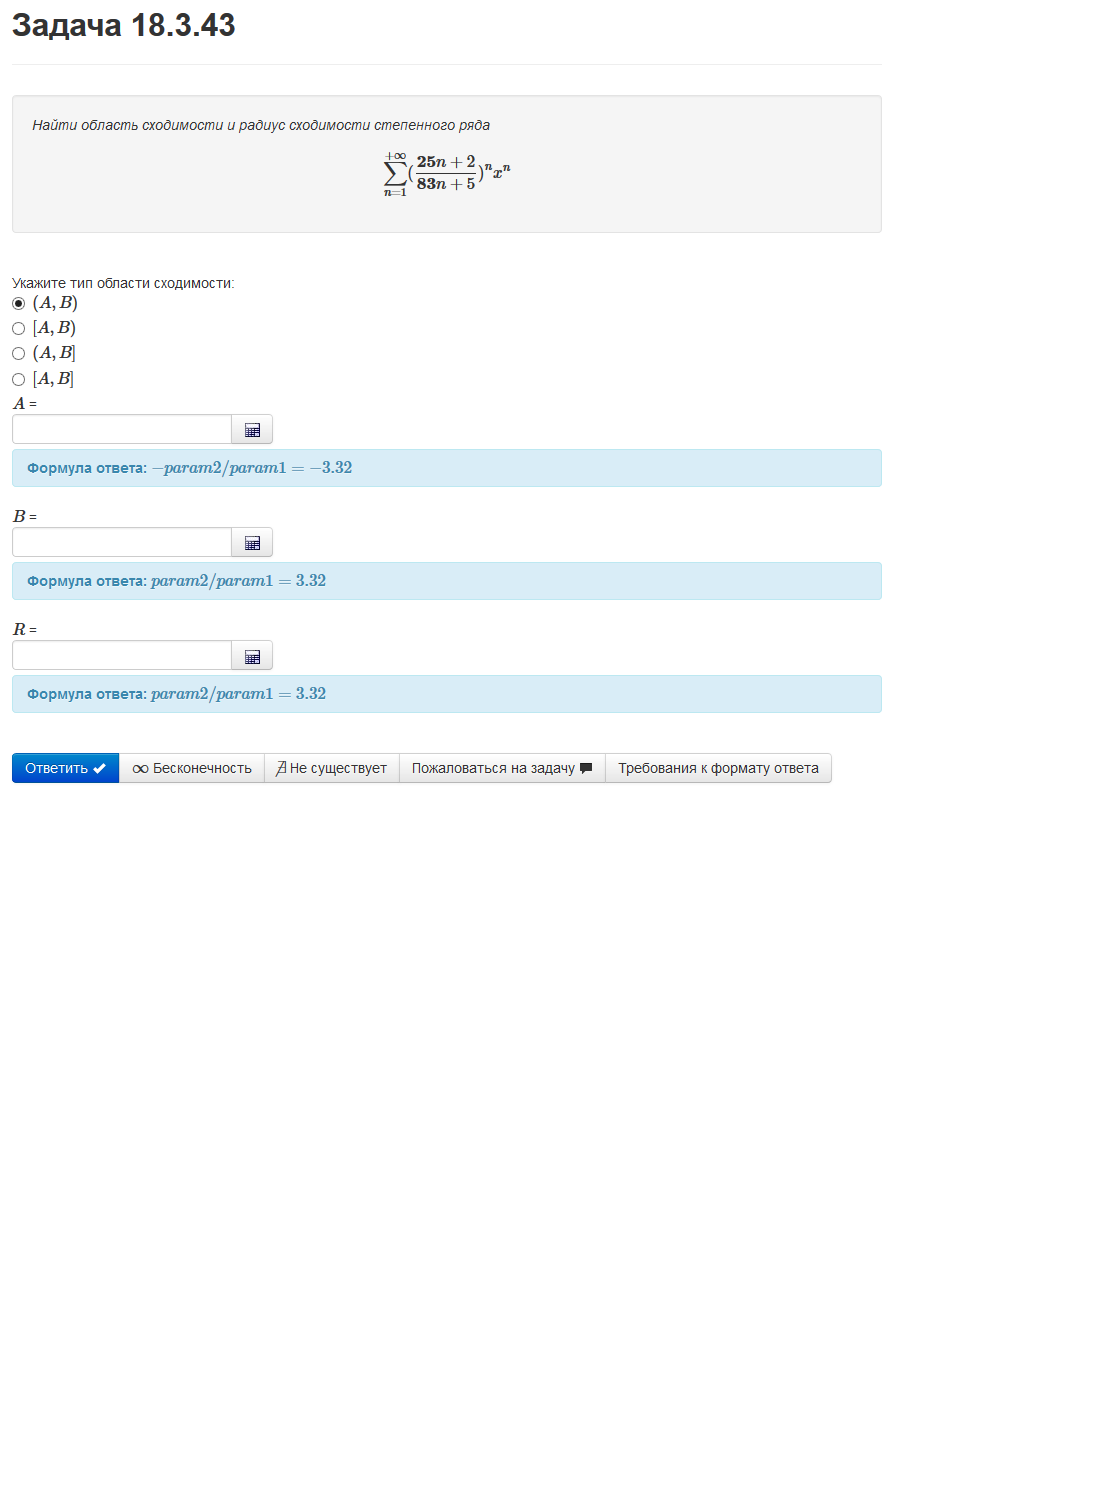 Задача 18.3.43
Найти область сходимости и радиус сходимости степенного ряда
$\sum_{n=1}^{+\infty} (\frac{25n+2}{83n+5})^n x^n$
Укажите тип области сходимости:
(A, B)
[A, B)
(A, B]
[A, B]
A =
Формула ответа: −param2/param1 = −3.32
B =
Формула ответа: param2/param1 = 3.32
R =
Формула ответа: param2/param1 = 3.32
Ответить ∞ Бесконечность ∄ Не существует Пожаловаться на задачу Требования к формату ответа